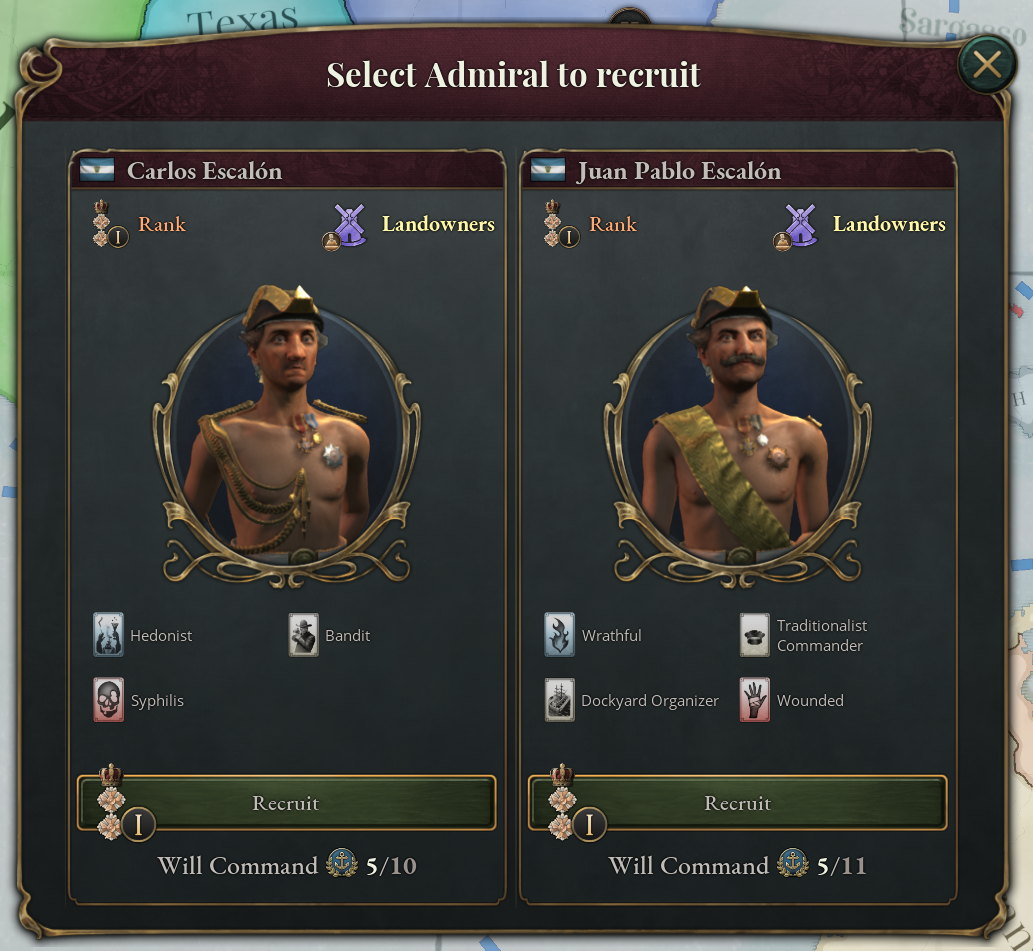 Texas
Sargasso
Select Admiral to recruit
Carlos Escalón
I Rank
Landowners
Hedonist
Bandit
Syphilis
I
Recruit
Will Command 5/10
Juan Pablo Escalón
I Rank
Landowners
Wrathful
Traditionalist
Commander
Dockyard Organizer
Wounded
I
Recruit
Will Command 5/11
H